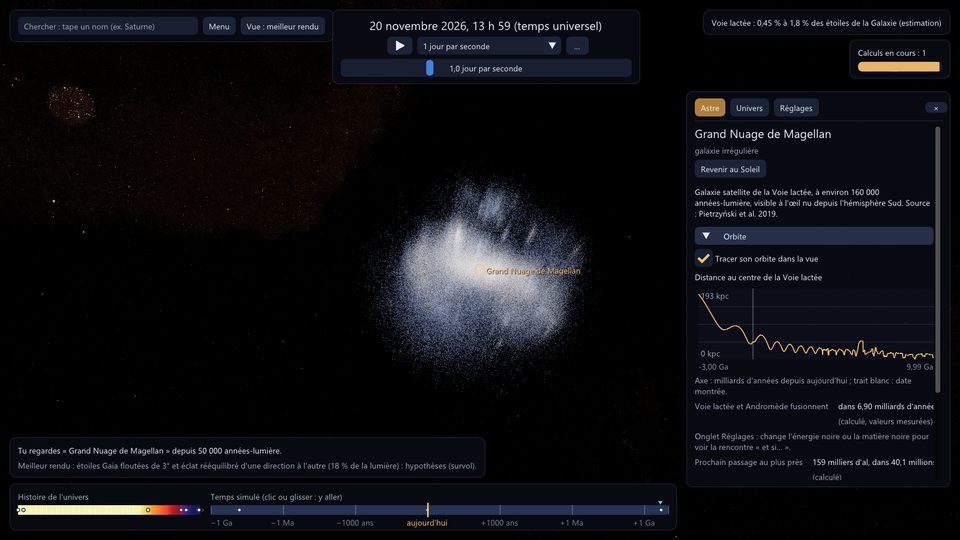 Chercher : tape un nom (ex. Saturne)
Menu
Vue : meilleur rendu
20 novembre 2026, 13 h 59 (temps universel)
1 jour par seconde
...
1,0 jour par seconde
Voie lactée : 0,45 % à 1,8 % des étoiles de la Galaxie (estimation)
Calculs en cours : 1
Astre
Univers
Réglages
×
Grand Nuage de Magellan
galaxie irrégulière
Revenir au Soleil
Galaxie satellite de la Voie lactée, à environ 160 000
années-lumière, visible à l'œil nu depuis l'hémisphère Sud. Source
: Pietrzyński et al. 2019.
Orbite
Tracer son orbite dans la vue
Distance au centre de la Voie lactée
193 kpc
0 kpc
-3,00 Ga
9,99 Ga
Axe : milliards d'années depuis aujourd'hui ; trait blanc : date
montrée.
Voie lactée et Andromède fusionnent
dans 6,90 milliards d'année
(calculé, valeurs mesurées)
Onglet Réglages : change l'énergie noire ou la matière noire pour
voir la rencontre « et si... ».
Prochain passage au plus près
159 milliers d'al, dans 40,1 million
(calculé)
Grand Nuage de Magellan
Tu regardes « Grand Nuage de Magellan » depuis 50 000 années-lumière.
Meilleur rendu : étoiles Gaia floutées de 3° et éclat rééquilibré d'une direction à l'autre (18 % de la lumière) : hypothèses (survol).
Histoire de l'univers
Temps simulé (clic ou glisser : y aller)
−1 Ga
−1 Ma
−1000 ans
aujourd'hui
+1000 ans
+1 Ma
+1 Ga